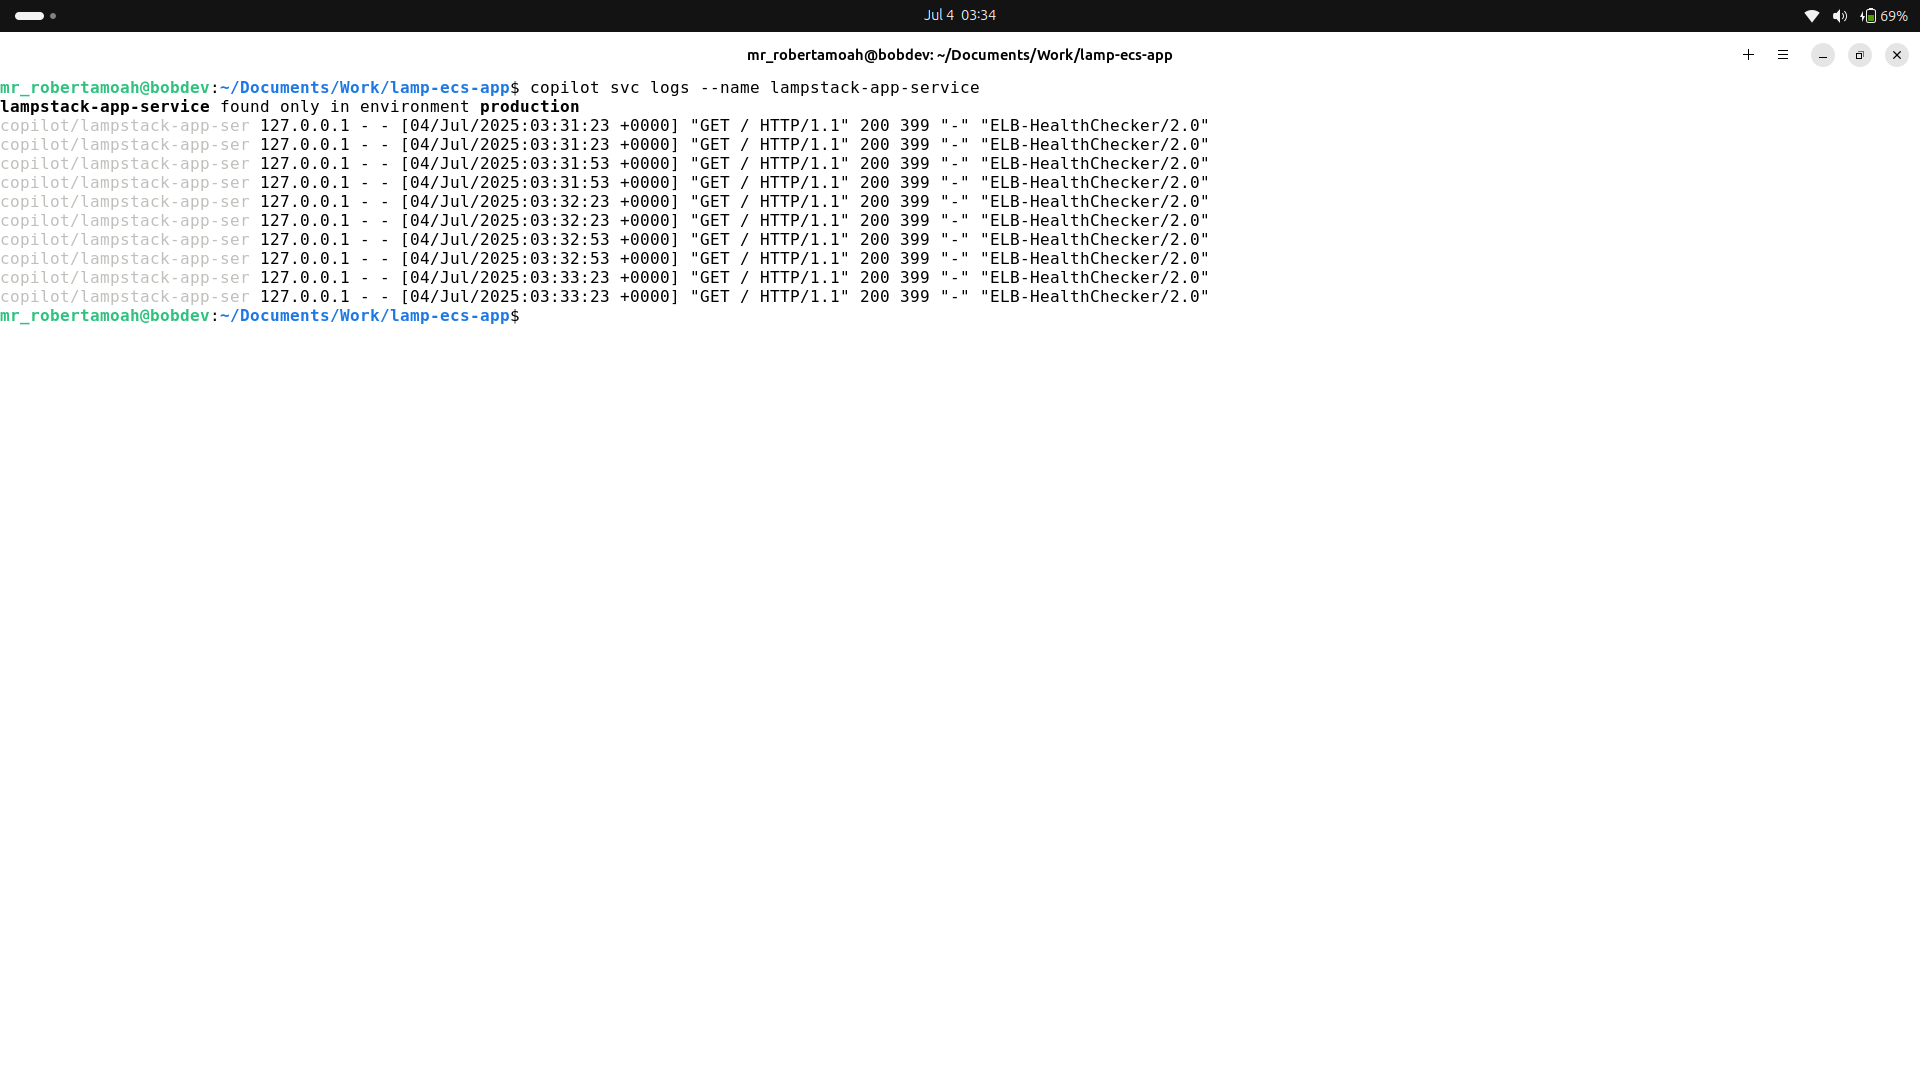 Jul 4 03:34
69%
mr_robertamoah@bobdev: ~/Documents/Work/lamp-ecs-app
mr_robertamoah@bobdev:~/Documents/Work/lamp-ecs-app$ copilot svc logs --name lampstack-app-service
lampstack-app-service found only in environment production
copilot/lampstack-app-ser 127.0.0.1 - - [04/Jul/2025:03:31:23 +0000] "GET / HTTP/1.1" 200 399 "-" "ELB-HealthChecker/2.0"
copilot/lampstack-app-ser 127.0.0.1 - - [04/Jul/2025:03:31:23 +0000] "GET / HTTP/1.1" 200 399 "-" "ELB-HealthChecker/2.0"
copilot/lampstack-app-ser 127.0.0.1 - - [04/Jul/2025:03:31:53 +0000] "GET / HTTP/1.1" 200 399 "-" "ELB-HealthChecker/2.0"
copilot/lampstack-app-ser 127.0.0.1 - - [04/Jul/2025:03:31:53 +0000] "GET / HTTP/1.1" 200 399 "-" "ELB-HealthChecker/2.0"
copilot/lampstack-app-ser 127.0.0.1 - - [04/Jul/2025:03:32:23 +0000] "GET / HTTP/1.1" 200 399 "-" "ELB-HealthChecker/2.0"
copilot/lampstack-app-ser 127.0.0.1 - - [04/Jul/2025:03:32:23 +0000] "GET / HTTP/1.1" 200 399 "-" "ELB-HealthChecker/2.0"
copilot/lampstack-app-ser 127.0.0.1 - - [04/Jul/2025:03:32:53 +0000] "GET / HTTP/1.1" 200 399 "-" "ELB-HealthChecker/2.0"
copilot/lampstack-app-ser 127.0.0.1 - - [04/Jul/2025:03:32:53 +0000] "GET / HTTP/1.1" 200 399 "-" "ELB-HealthChecker/2.0"
copilot/lampstack-app-ser 127.0.0.1 - - [04/Jul/2025:03:33:23 +0000] "GET / HTTP/1.1" 200 399 "-" "ELB-HealthChecker/2.0"
copilot/lampstack-app-ser 127.0.0.1 - - [04/Jul/2025:03:33:23 +0000] "GET / HTTP/1.1" 200 399 "-" "ELB-HealthChecker/2.0"
mr_robertamoah@bobdev:~/Documents/Work/lamp-ecs-app$